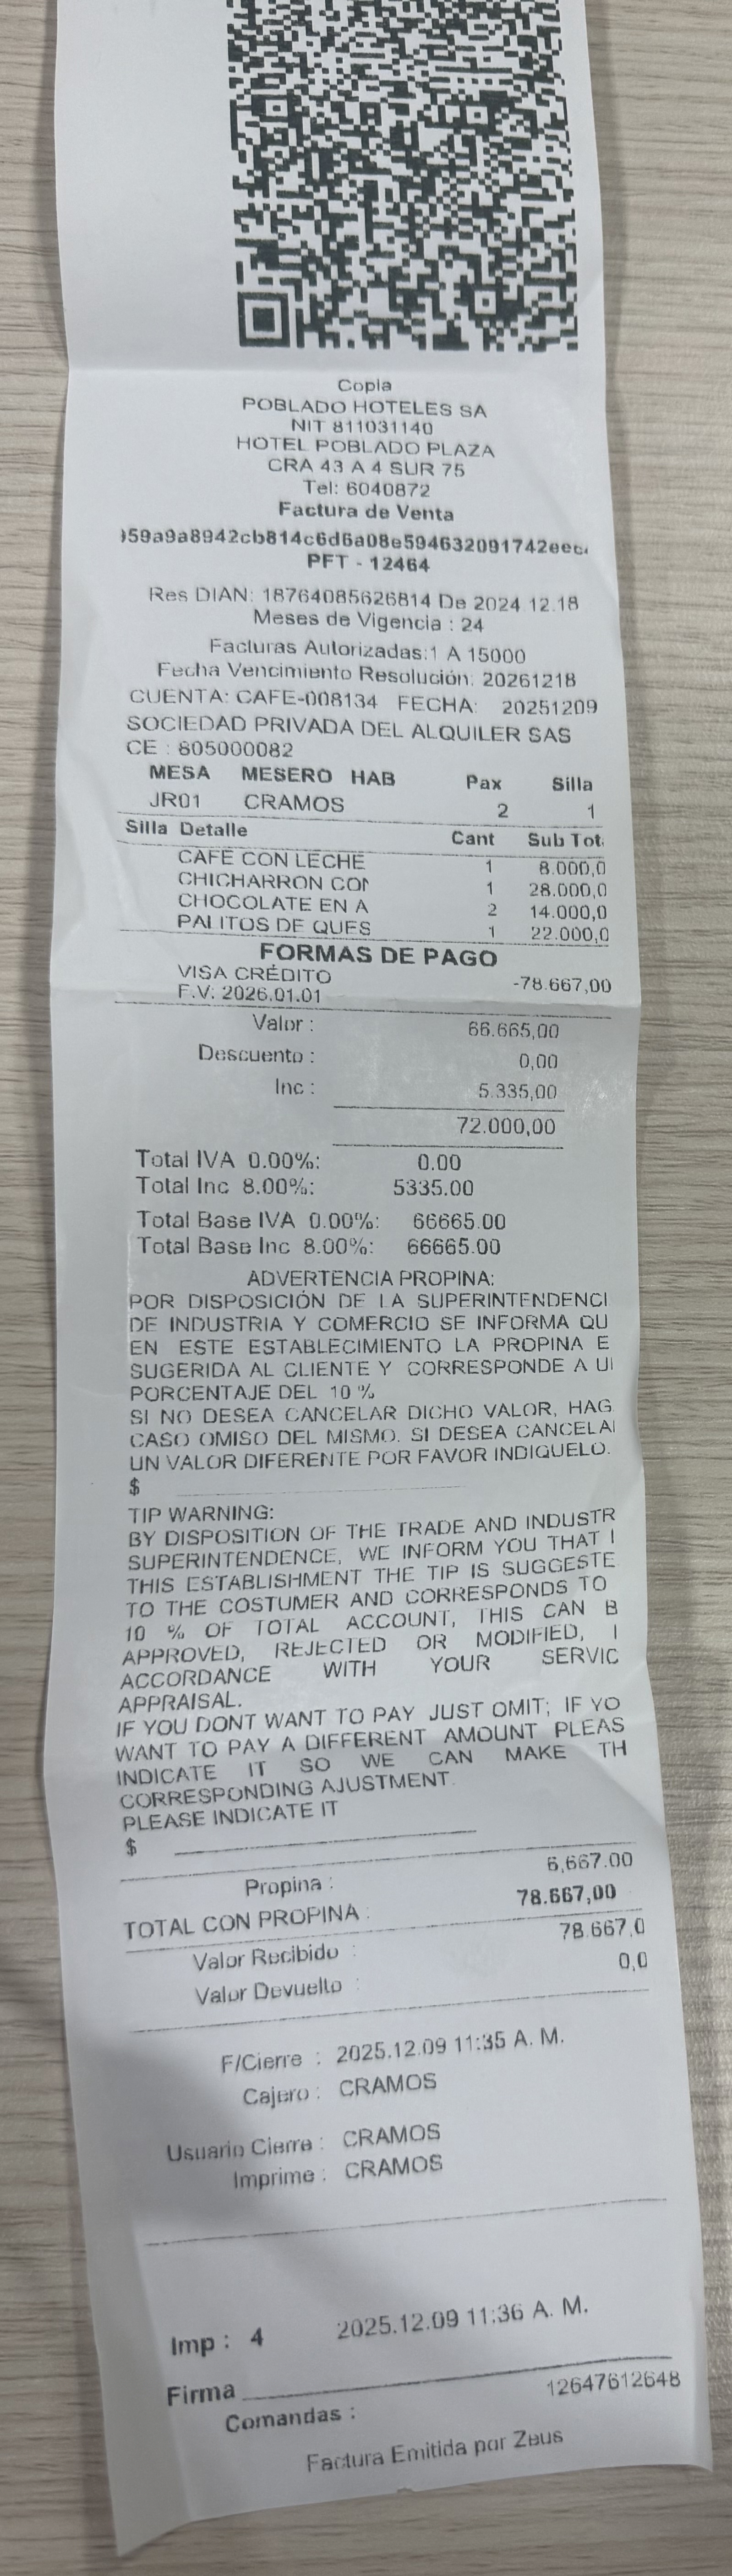 Copia
POBLADO HOTELES SA
NIT 811031140
HOTEL POBLADO PLAZA
CRA 43 A 4 SUR 75
Tel: 6040872
Factura de Venta
59a9a8942cb814c6d6a08e594632091742eec
PFT - 12464
Res DIAN: 18764085626814 De 2024 12.18
Meses de Vigencia : 24
Facturas Autorizadas:1 A 15000
Fecha Vencimiento Resolución: 20261218
CUENTA: CAFE-008134 FECHA: 20251209
SOCIEDAD PRIVADA DEL ALQUILER SAS
CE : 805000082
MESA MESERO HAB Pax Silla
JR01 CRAMOS 2 1
Silla Detalle Cant Sub Tot
CAFE CON LECHE 1 8.000,0
CHICHARRON CON 1 28.000,0
CHOCOLATE EN A 2 14.000,0
PALITOS DE QUES 1 22.000,0
FORMAS DE PAGO
VISA CRÉDITO -78.667,00
F.V: 2026.01.01
Valor : 66.665,00
Descuento : 0,00
Inc : 5.335,00
72.000,00
Total IVA 0.00%: 0.00
Total Inc 8.00%: 5335.00
Total Base IVA 0.00%: 66665.00
Total Base Inc 8.00%: 66665.00
ADVERTENCIA PROPINA:
POR DISPOSICIÓN DE LA SUPERINTENDENCI
DE INDUSTRIA Y COMERCIO SE INFORMA QU
EN ESTE ESTABLECIMIENTO LA PROPINA E
SUGERIDA AL CLIENTE Y CORRESPONDE A U
PORCENTAJE DEL 10 %
SI NO DESEA CANCELAR DICHO VALOR, HAG
CASO OMISO DEL MISMO. SI DESEA CANCELA
UN VALOR DIFERENTE POR FAVOR INDIQUELO.
$
TIP WARNING:
BY DISPOSITION OF THE TRADE AND INDUSTR
SUPERINTENDENCE, WE INFORM YOU THAT I
THIS ESTABLISHMENT THE TIP IS SUGGESTE
TO THE COSTUMER AND CORRESPONDS TO
10 % OF TOTAL ACCOUNT, THIS CAN B
APPROVED, REJECTED OR MODIFIED, I
ACCORDANCE WITH YOUR SERVIC
APPRAISAL.
IF YOU DONT WANT TO PAY JUST OMIT; IF YO
WANT TO PAY A DIFFERENT AMOUNT PLEAS
INDICATE IT SO WE CAN MAKE TH
CORRESPONDING AJUSTMENT.
PLEASE INDICATE IT
$
Propina : 6,667.00
TOTAL CON PROPINA : 78.667,00
Valor Recibido : 78.667,0
Valor Devuelto : 0,0
F/Cierre : 2025.12.09 11:35 A. M.
Cajero : CRAMOS
Usuario Cierre : CRAMOS
Imprime : CRAMOS
Imp : 4 2025.12.09 11:36 A. M.
Firma
Comandas : 12647612648
Factura Emitida por Zeus